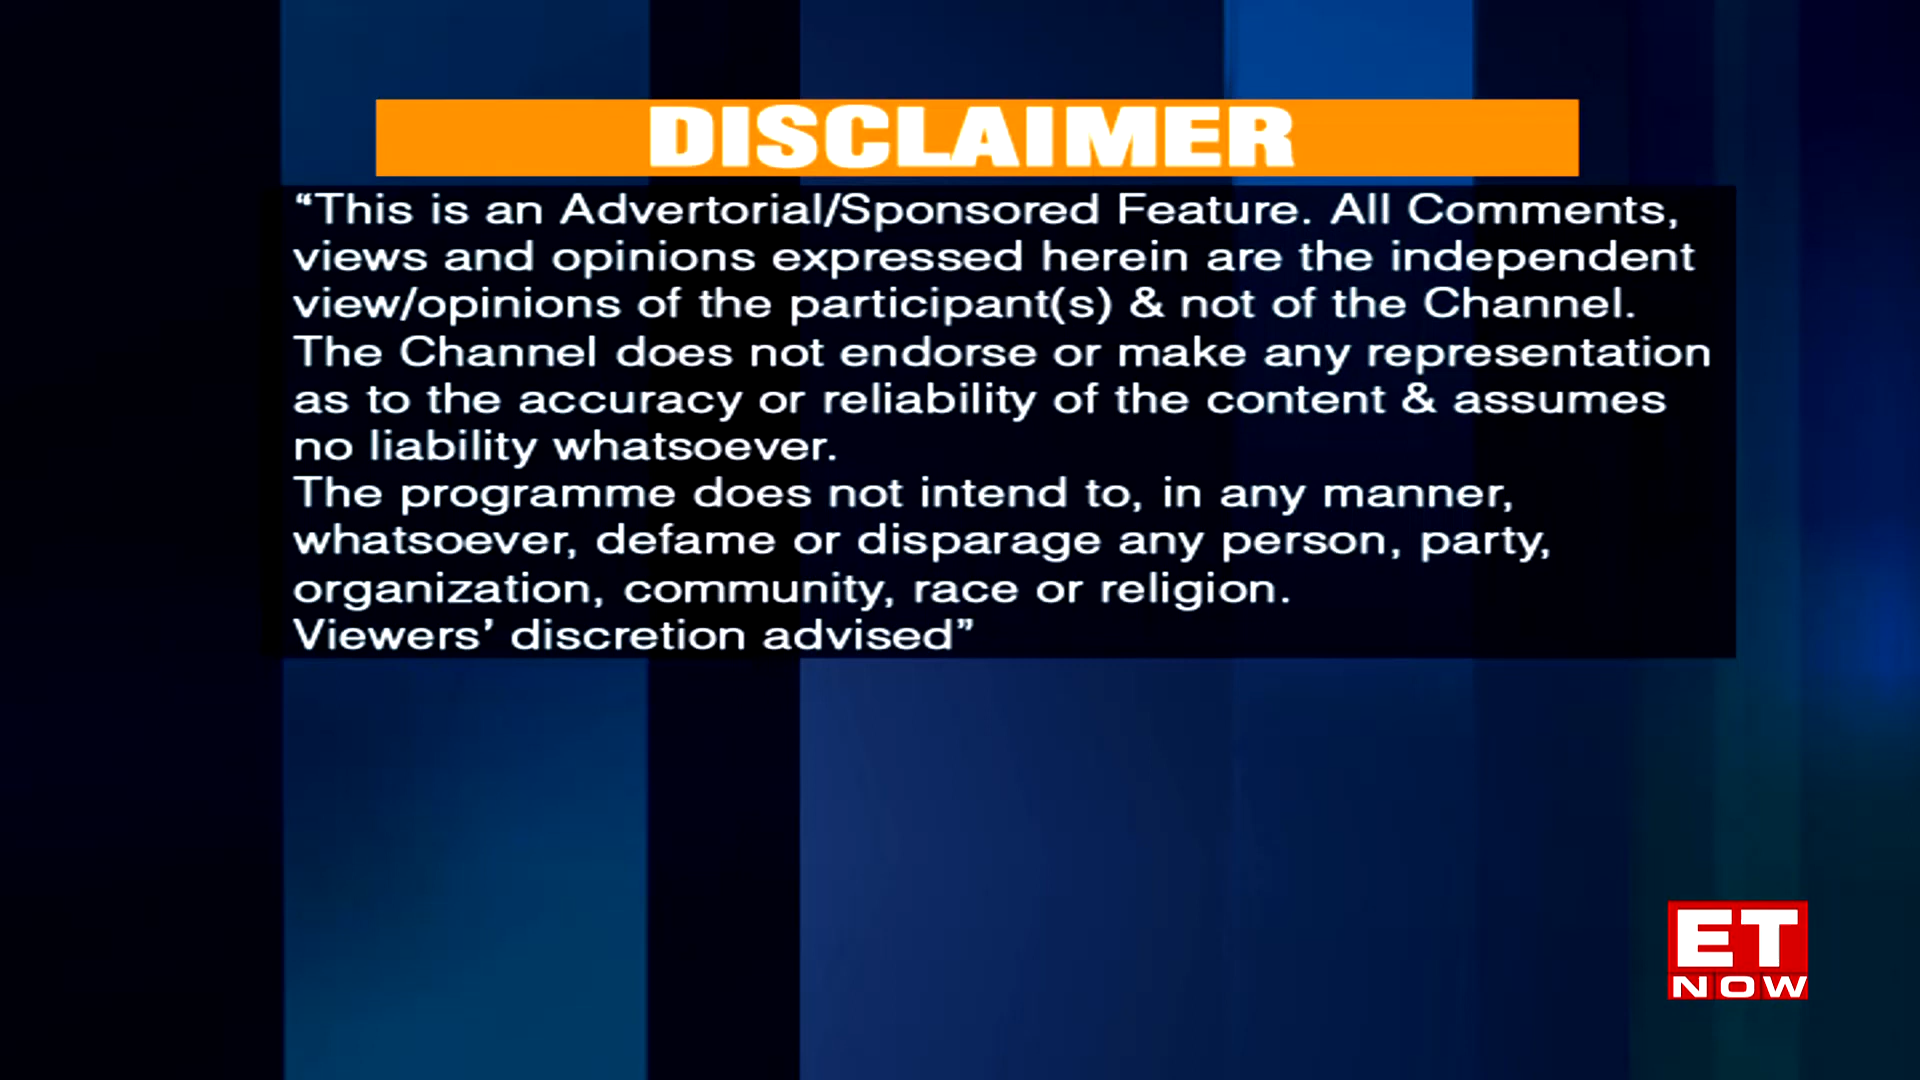 DISCLAIMER
“This is an Advertorial/Sponsored Feature. All Comments,
views and opinions expressed herein are the independent
view/opinions of the participant(s) & not of the Channel.
The Channel does not endorse or make any representation
as to the accuracy or reliability of the content & assumes
no liability whatsoever.
The programme does not intend to, in any manner,
whatsoever, defame or disparage any person, party,
organization, community, race or religion.
Viewers’ discretion advised”
ET
NOW